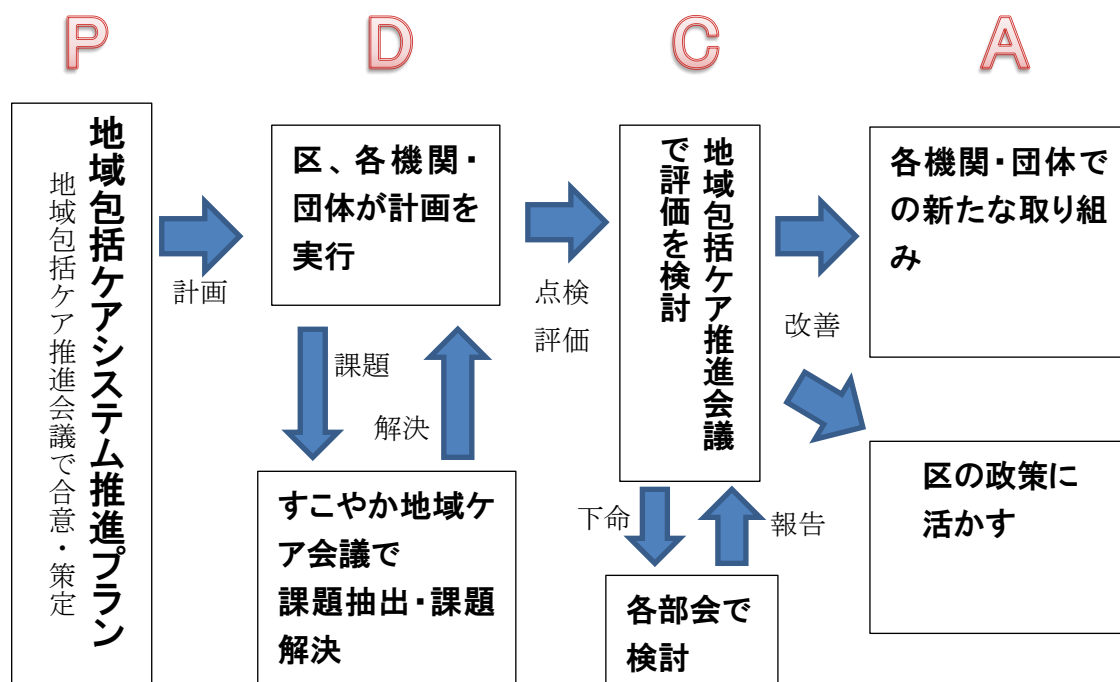 P
D
C
A
地域包括ケアシステム推進プラン
地域包括ケア推進会議で合意・策定
計画
区、各機関・
団体が計画を
実行
課題
解決
すこやか地域ケ
ア会議で
課題抽出・課題
解決
点検
評価
地域包括ケア推進会議
で評価を検討
下命
報告
各部会で
検討
改善
各機関・団体で
の新たな取り組
み
区の政策に
活かす